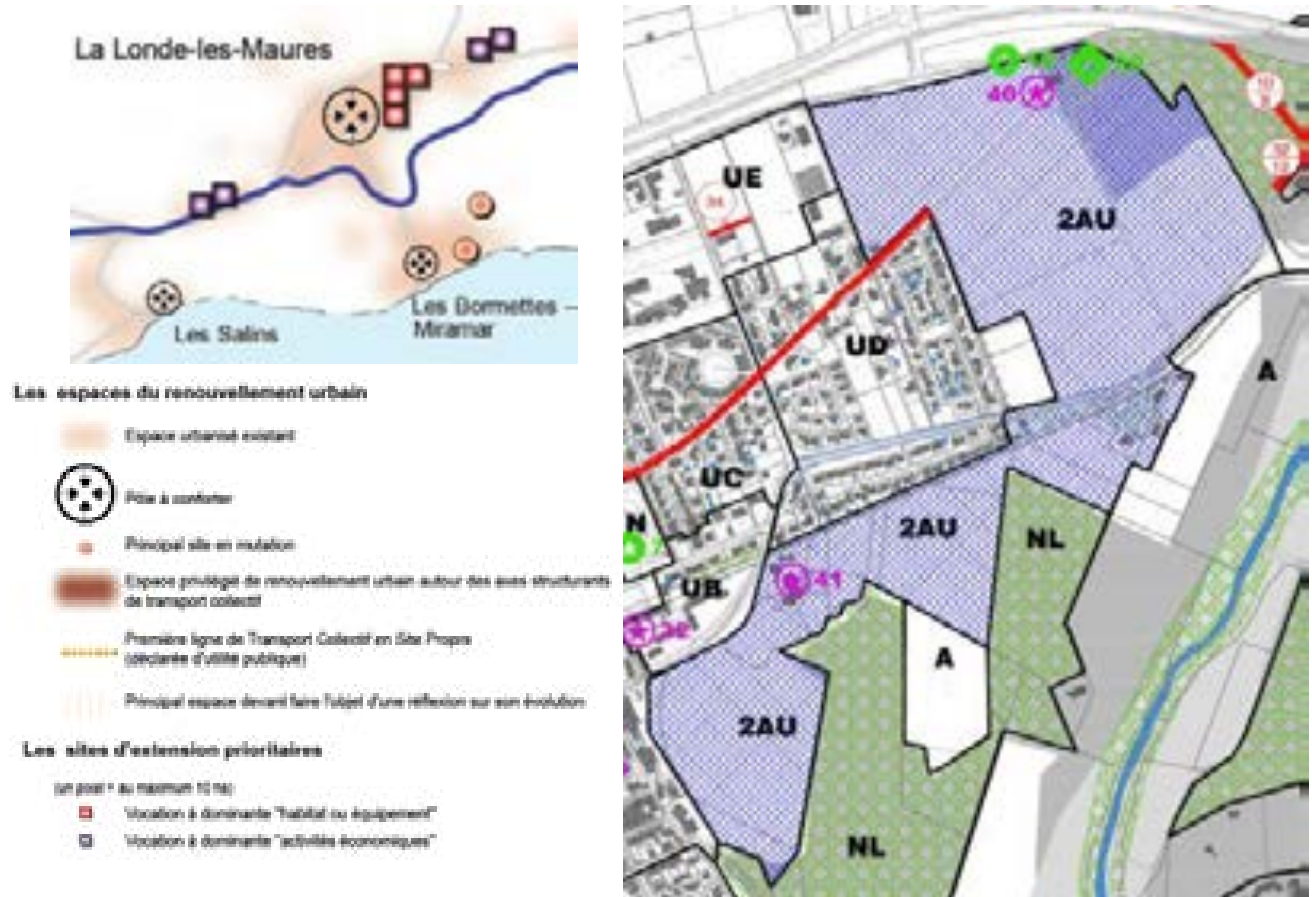 La Londe-les-Maures
Les Salins
Les Bormettes
Miramar
Les espaces du renouvellement urbain
Espace urbanisé existant
Pôle à conforter
Principal site en mutation
Espace privilégié de renouvellement urbain autour des axes structurants
de transport collectif
Première ligne de Transport Collectif en Site Propre
(déclarée d'utilité publique)
Principal espace devant faire l'objet d'une réflexion sur son évolution
Les sites d'extension prioritaires
au maximum 10 ha)
Vocation à dominante "habitat ou équipement"
Vocation à dominante "activités économiques"
40
UE
2AU
UD
A
UC
N
2AU
NL
UB
41
A
2AU
NL